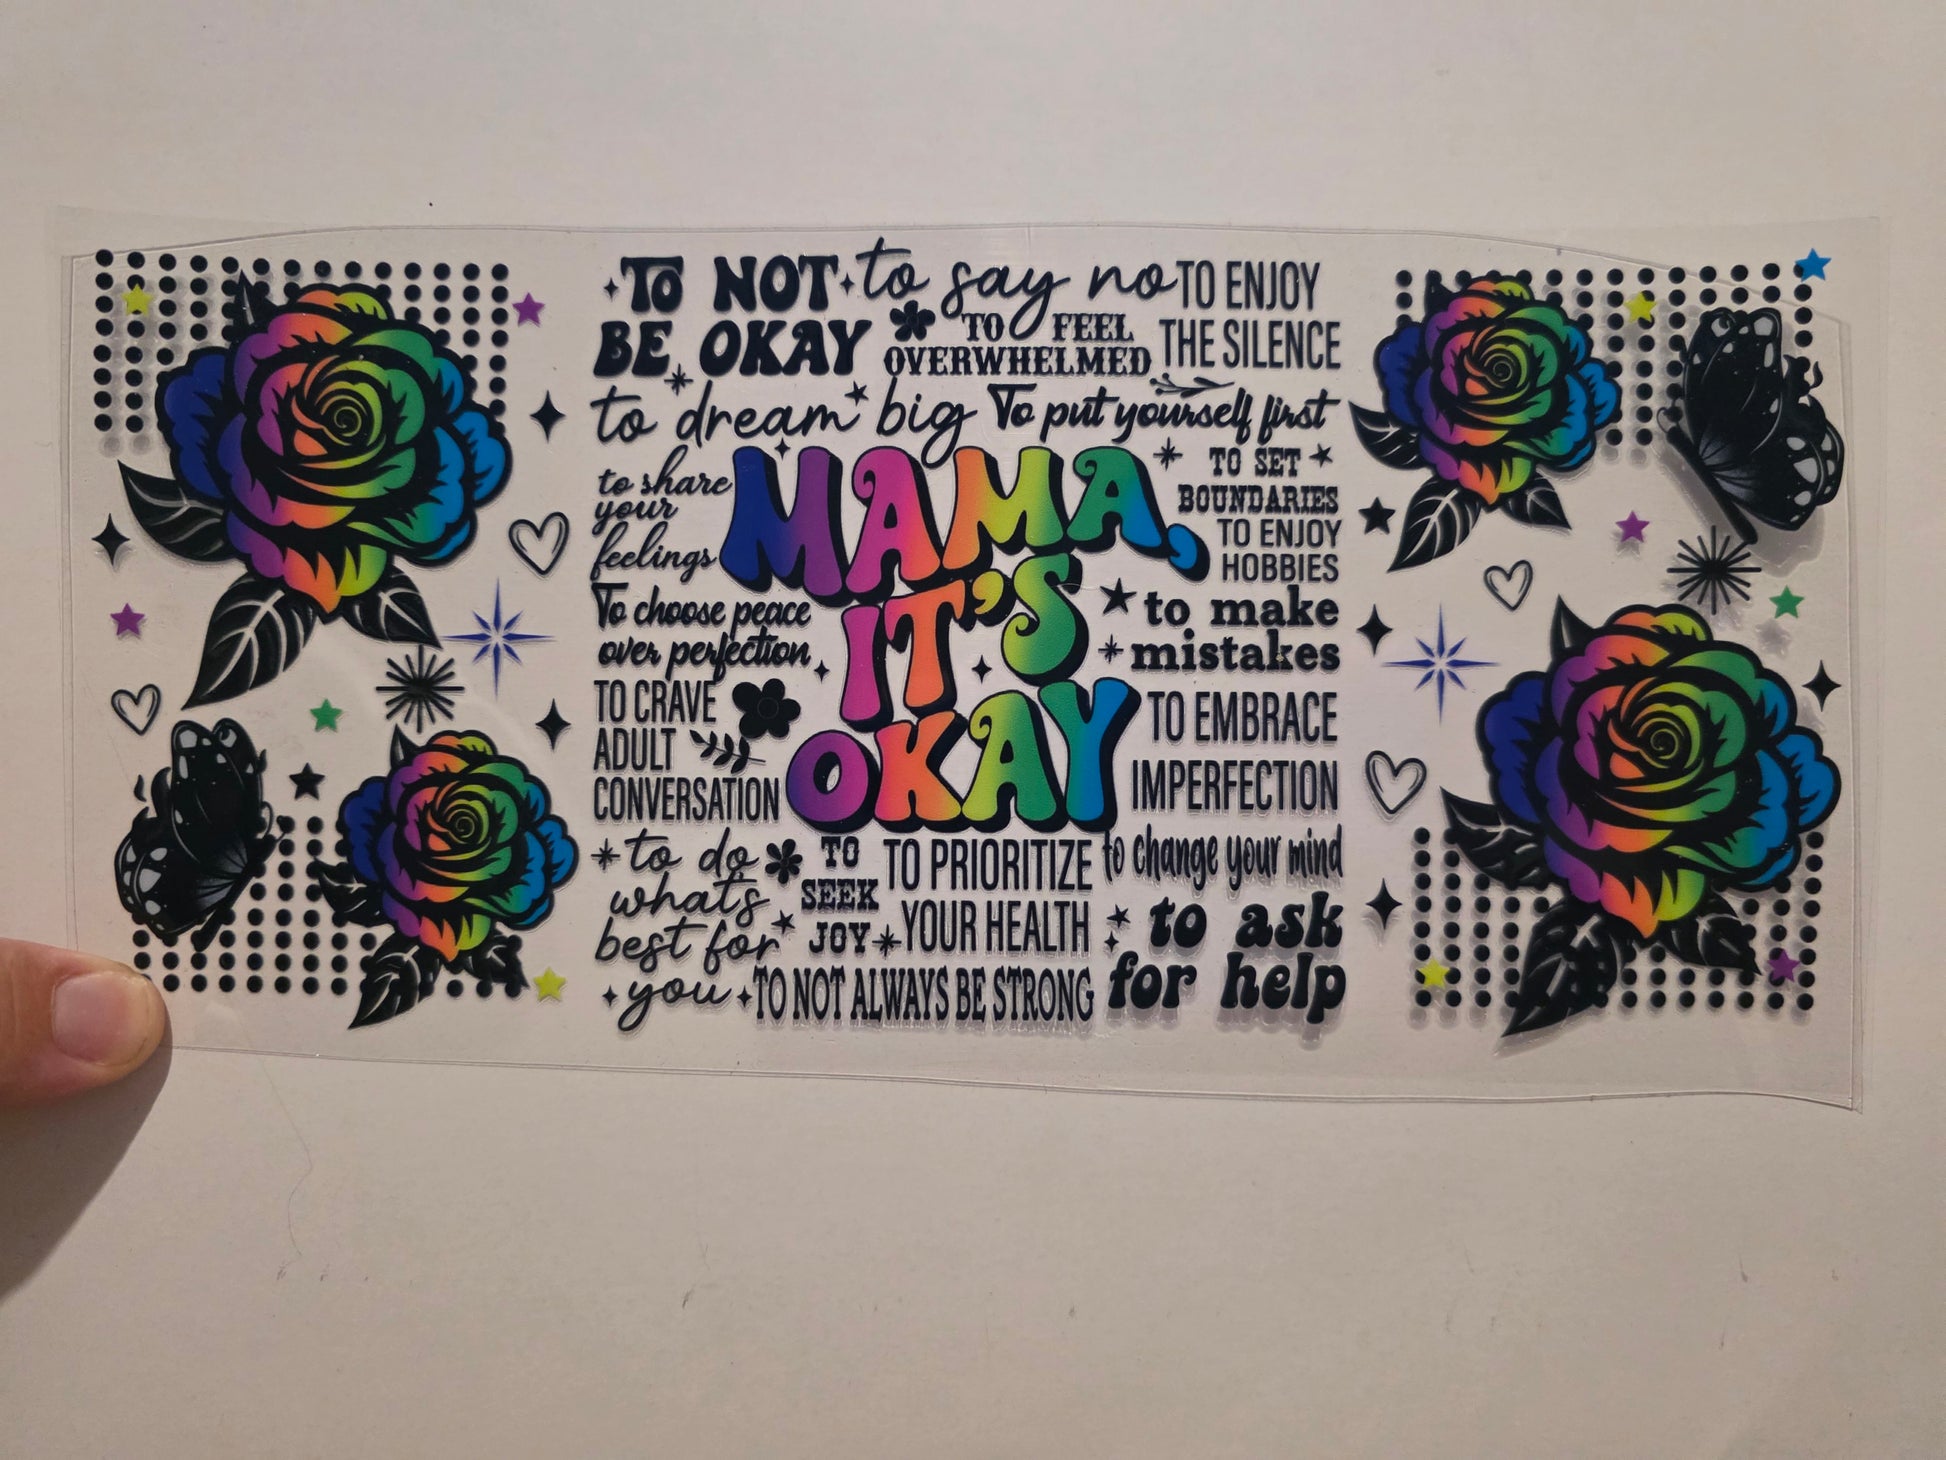 To NOT
BE OKAY
to say no
TO FEEL
OVERWHELMED
TO ENJOY
THE SILENCE
to dream big
To put yourself first
to share
your
feelings
MAMA,
IT'S
OKAY
TO SET
BOUNDARIES
TO ENJOY
HOBBIES
To choose peace
over perfection
to make
mistakes
TO CRAVE
ADULT
CONVERSATION
TO EMBRACE
IMPERFECTION
to do
what's
best for
you
TO
SEEK
JOY
TO PRIORITIZE
YOUR HEALTH
to change your mind
TO NOT ALWAYS BE STRONG
to ask
for help